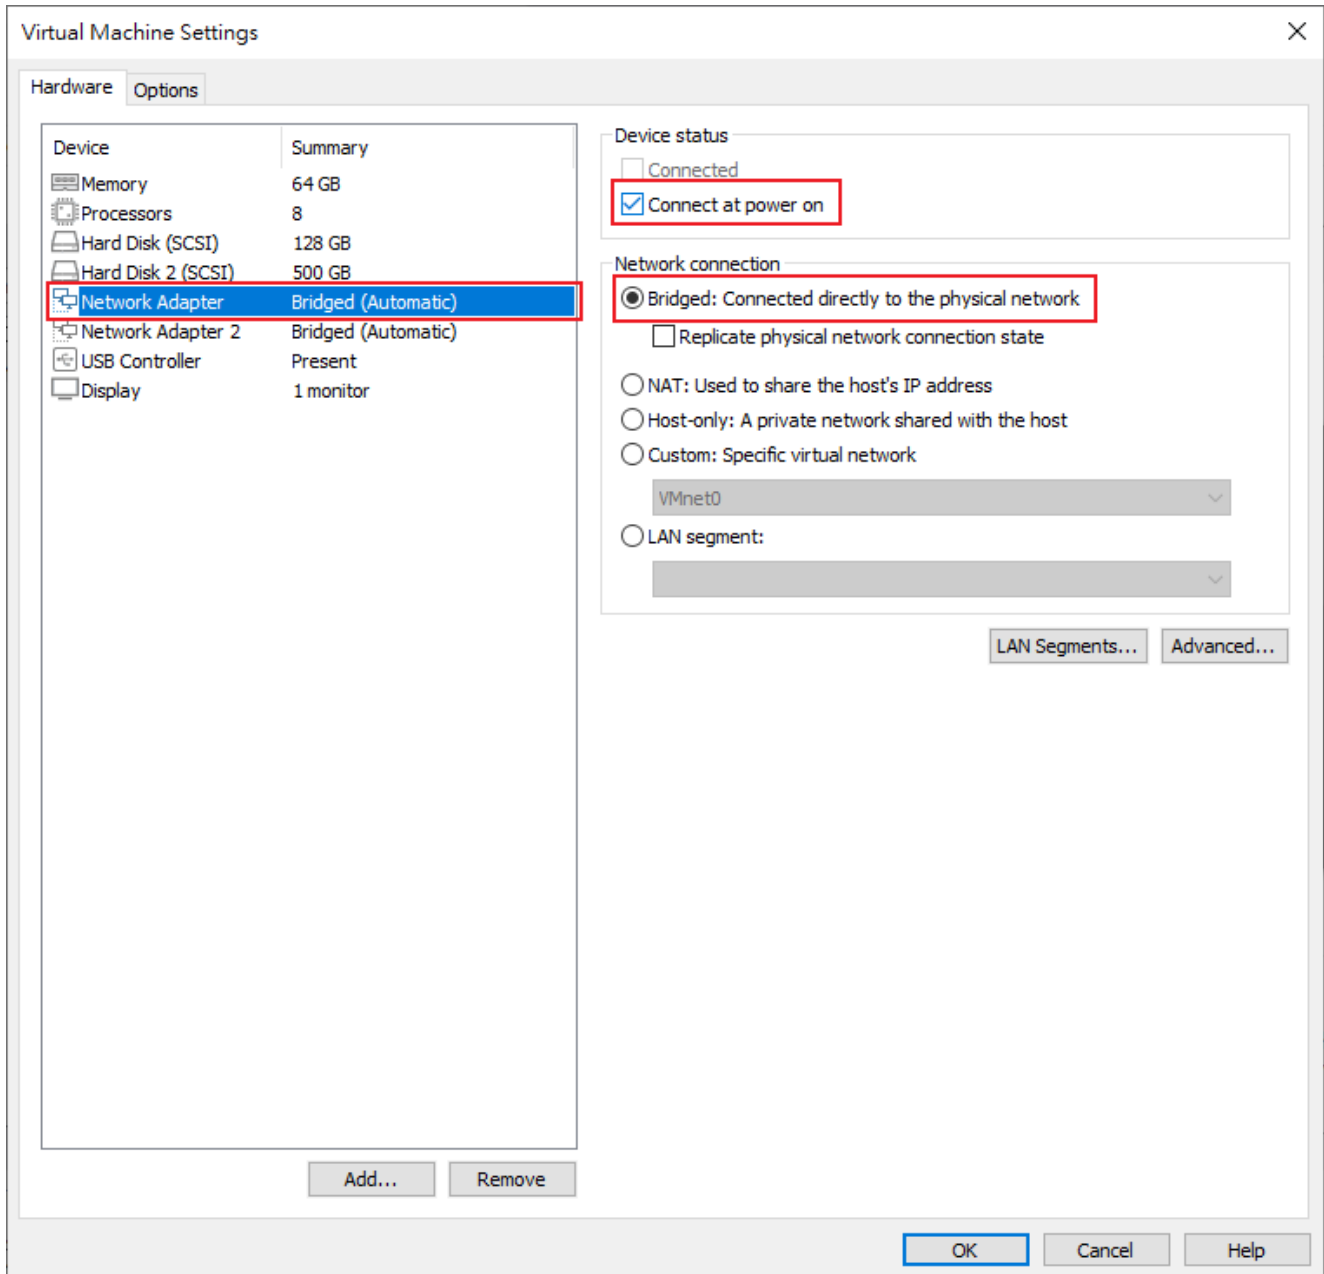 Virtual Machine Settings
Hardware
Options
Device Summary
Memory 64 GB
Processors 8
Hard Disk (SCSI) 128 GB
Hard Disk 2 (SCSI) 500 GB
Network Adapter Bridged (Automatic)
Network Adapter 2 Bridged (Automatic)
USB Controller Present
Display 1 monitor
Add...
Remove
Device status
Connected
Connect at power on
Network connection
Bridged: Connected directly to the physical network
Replicate physical network connection state
NAT: Used to share the host's IP address
Host-only: A private network shared with the host
Custom: Specific virtual network
VMnet0
LAN segment:
LAN Segments...
Advanced...
OK
Cancel
Help